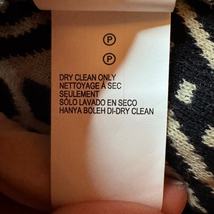 P
P
DRY CLEAN ONLY
NETTOYAGE À SEC
SEULEMENT
SÓLO LAVADO EN SECO
HANYA BOLEH DI-DRY CLEAN